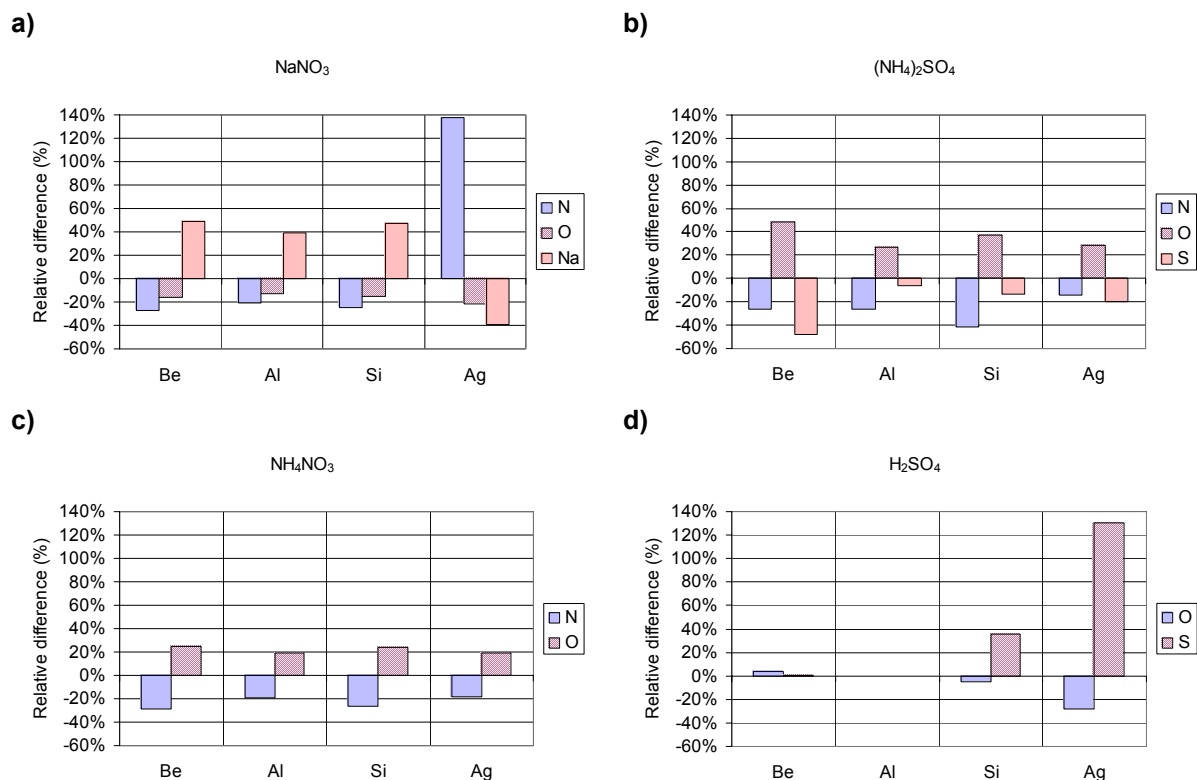 a)
NaNO₃
Relative difference (%)
140%
120%
100%
80%
60%
40%
20%
0%
-20%
-40%
-60%
Be Al Si Ag
N
O
Na
b)
(NH₄)₂SO₄
Relative difference (%)
140%
120%
100%
80%
60%
40%
20%
0%
-20%
-40%
-60%
Be Al Si Ag
N
O
S
c)
NH₄NO₃
Relative difference (%)
140%
120%
100%
80%
60%
40%
20%
0%
-20%
-40%
-60%
Be Al Si Ag
N
O
d)
H₂SO₄
Relative difference (%)
140%
120%
100%
80%
60%
40%
20%
0%
-20%
-40%
-60%
Be Al Si Ag
O
S